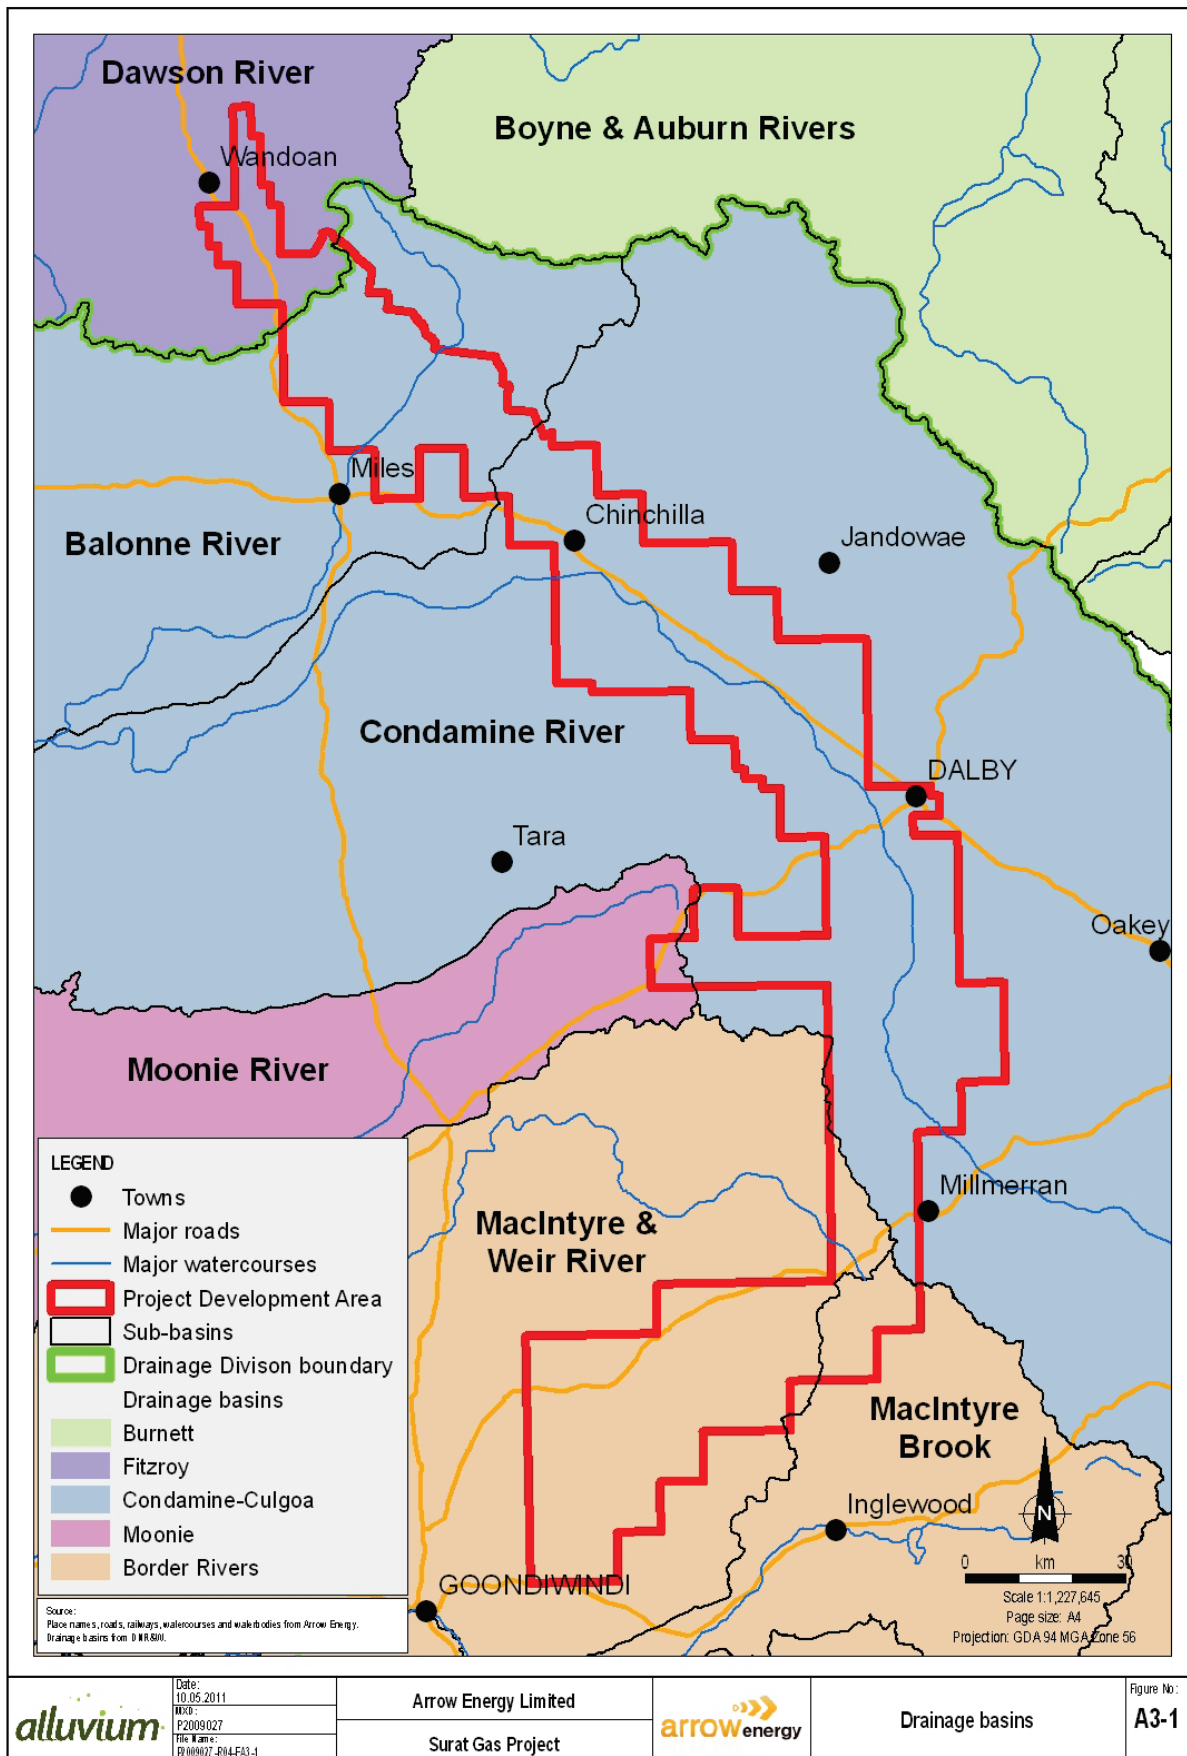 Dawson River
Boyne & Auburn Rivers
Wandoan
Miles
Chinchilla
Jandowae
Balonne River
Condamine River
DALBY
Tara
Oakey
Moonie River
Millmerran
MacIntyre &
Weir River
MacIntyre
Brook
Inglewood
GOONDIWINDI
LEGEND
Towns
Major roads
Major watercourses
Project Development Area
Sub-basins
Drainage Divison boundary
Drainage basins
Burnett
Fitzroy
Condamine-Culgoa
Moonie
Border Rivers
Source:
Place names, roads, railways, watercourses and waterbodies from Arrow Energy.
Drainage basins from
N
0 km 30
Scale 1:1,227,645
Page size: A4
Projection: GDA 94 MGA Zone 56
alluvium
Date:
10.05.2011
MXD:
P2009027
File Name:
Arrow Energy Limited
Surat Gas Project
arrow energy
Drainage basins
Figure No:
A3-1